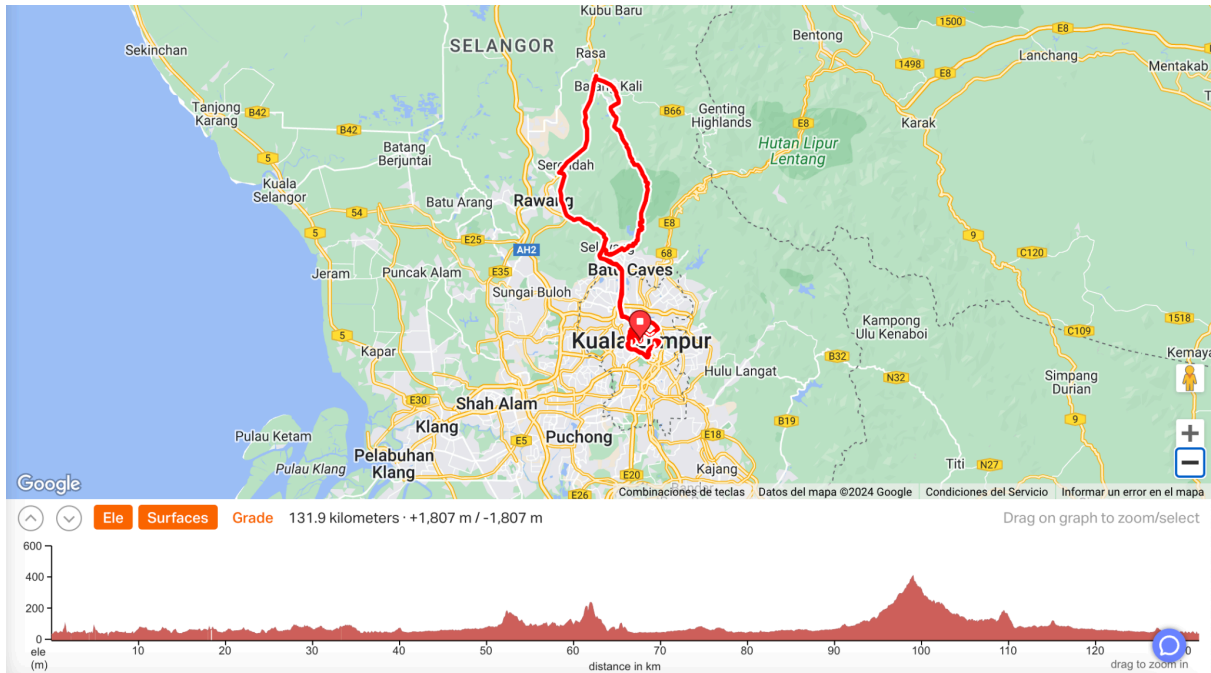 Kubu Baru
Sekinchan
SELANGOR
Rasa
Bentong
1500
E8
Lanchang
1498
E8
Mentakab
Tanjong
Karang
B42
Kali
B66
Genting
Highlands
E8
Karak
B42
Hutan Lipur
Lentang
Batang
Berjuntai
5
Kuala
Selangor
Batu Arang
Rawang
54
5
E25
AH2
E8
68
9
C120
Jeram
Puncak Alam
E35
Batu Caves
Sungai Buloh
1518
5
Kapar
Kuala Lumpur
Kampong
Ulu Kenaboi
C109
Kemaya
B32
Hulu Langat
N32
Simpang
Durian
E30
Shah Alam
Klang
B19
9
Pulau Ketam
E5
Puchong
E18
Pulau Klang
Pelabuhan
Klang
E20
Kajang
Titi
N27
E26
Google
Combinaciones de teclas
Datos del mapa ©2024 Google
Condiciones del Servicio
Informar un error en el mapa
Ele
Surfaces
Grade
131.9 kilometers · +1,807 m / -1,807 m
Drag on graph to zoom/select
600
400
200
0
ele
(m)
10
20
30
40
50
60
70
80
90
100
110
120
distance in km
drag to zoom in